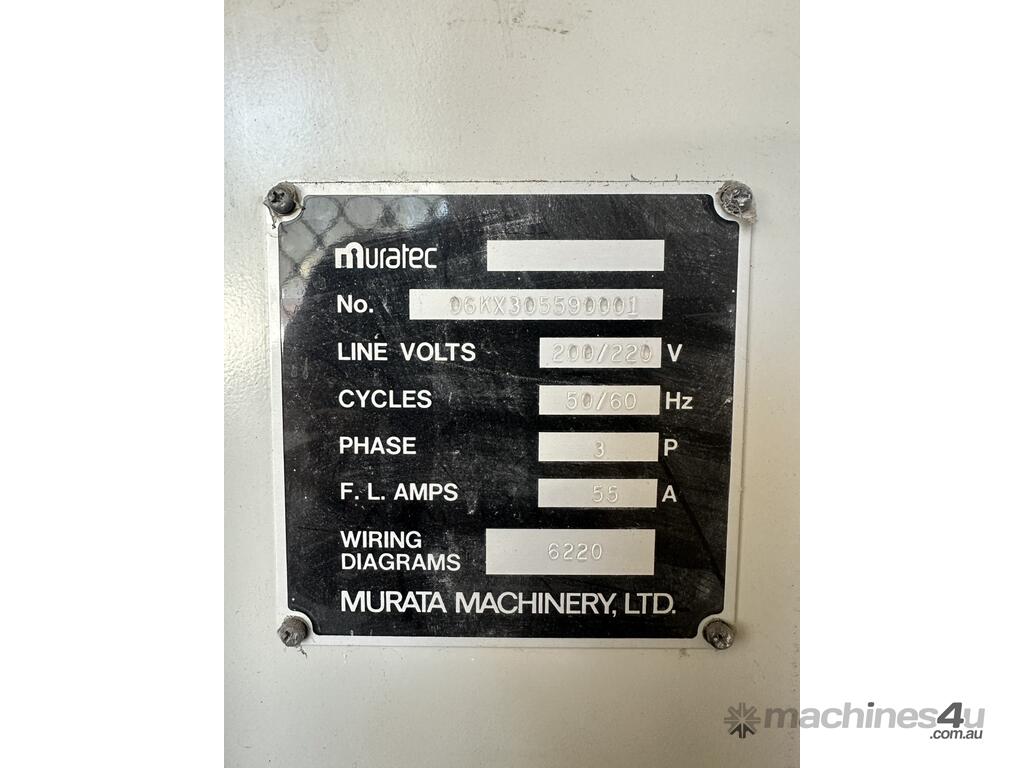 muratec
No. 06KX305590001
LINE VOLTS 200/220 V
CYCLES 50/60 Hz
PHASE 3 P
F. L. AMPS 55 A
WIRING
DIAGRAMS 6220
MURATA MACHINERY, LTD.
machines4u
.com.au